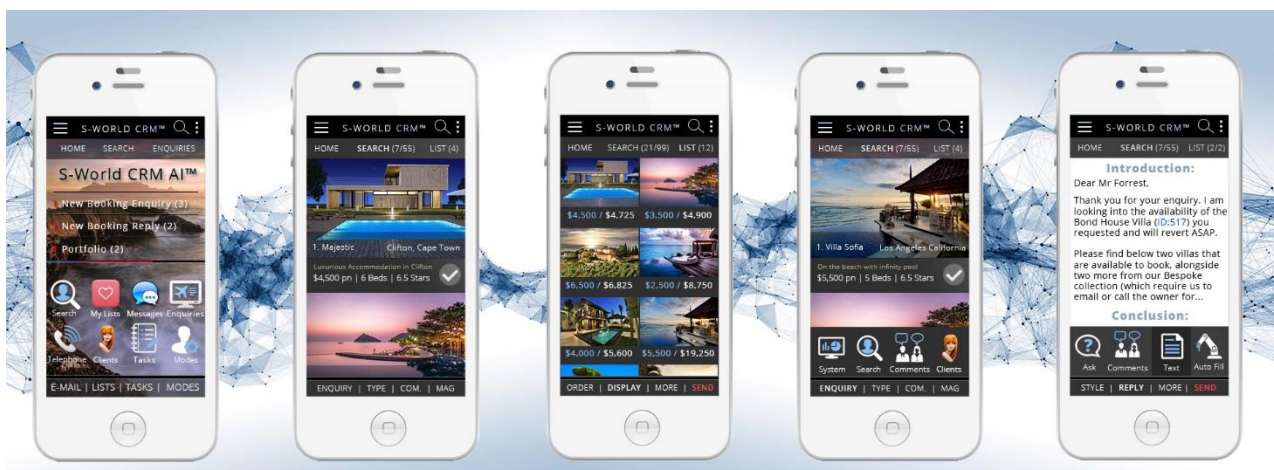 S-WORLD CRM™
HOME SEARCH ENQUIRIES
S-World CRM AI™
New Booking Enquiry (3)
New Booking Reply (2)
Portfolio (2)
Search My Lists Messages Enquiries
Telephone Clients Tasks Modes
E-MAIL | LISTS | TASKS | MODES
S-WORLD CRM™
HOME SEARCH (7/55) LIST (4)
1. Majestic Clifton, Cape Town
Luxurious Accommodation in Clifton
$4,500 pn | 6 Beds | 6.5 Stars
ENQUIRY | TYPE | COM. | MAG
S-WORLD CRM™
HOME SEARCH (21/99) LIST (12)
$4,500 / $4,725 $3,500 / $4,900
$6,500 / $6,825 $2,500 / $8,750
$4,000 / $5,600 $5,500 / $19,250
ORDER | DISPLAY | MORE | SEND
S-WORLD CRM™
HOME SEARCH (7/55) LIST (4)
1. Villa Sofia Los Angeles California
On the beach with infinity pool
$5,500 pn | 5 Beds | 6.5 Stars
System Search Comments Clients
ENQUIRY | TYPE | COM. | MAG
S-WORLD CRM™
HOME SEARCH (7/55) LIST (2/2)
Introduction:
Dear Mr Forrest,
Thank you for your enquiry. I am
looking into the availability of the
Bond House Villa (ID:517) you
requested and will revert ASAP.
Please find below two villas that
are available to book, alongside
two more from our Bespoke
collection (which require us to
email or call the owner for...
Conclusion:
Ask Comments Text Auto Fill
STYLE | REPLY | MORE | SEND